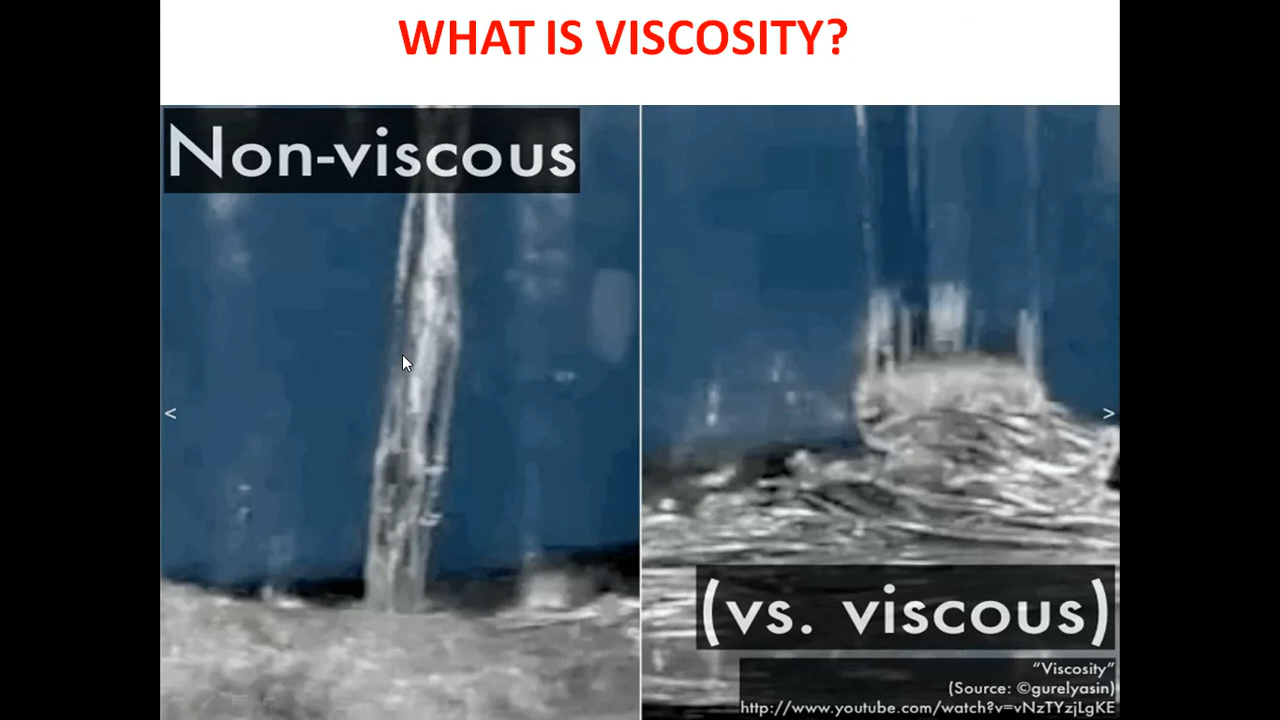 WHAT IS VISCOSITY?
Non-viscous
<
>
(vs. viscous)
“Viscosity”
(Source: ©gurelyasin)
http://www.youtube.com/watch?v=vNzTYzjLgKE